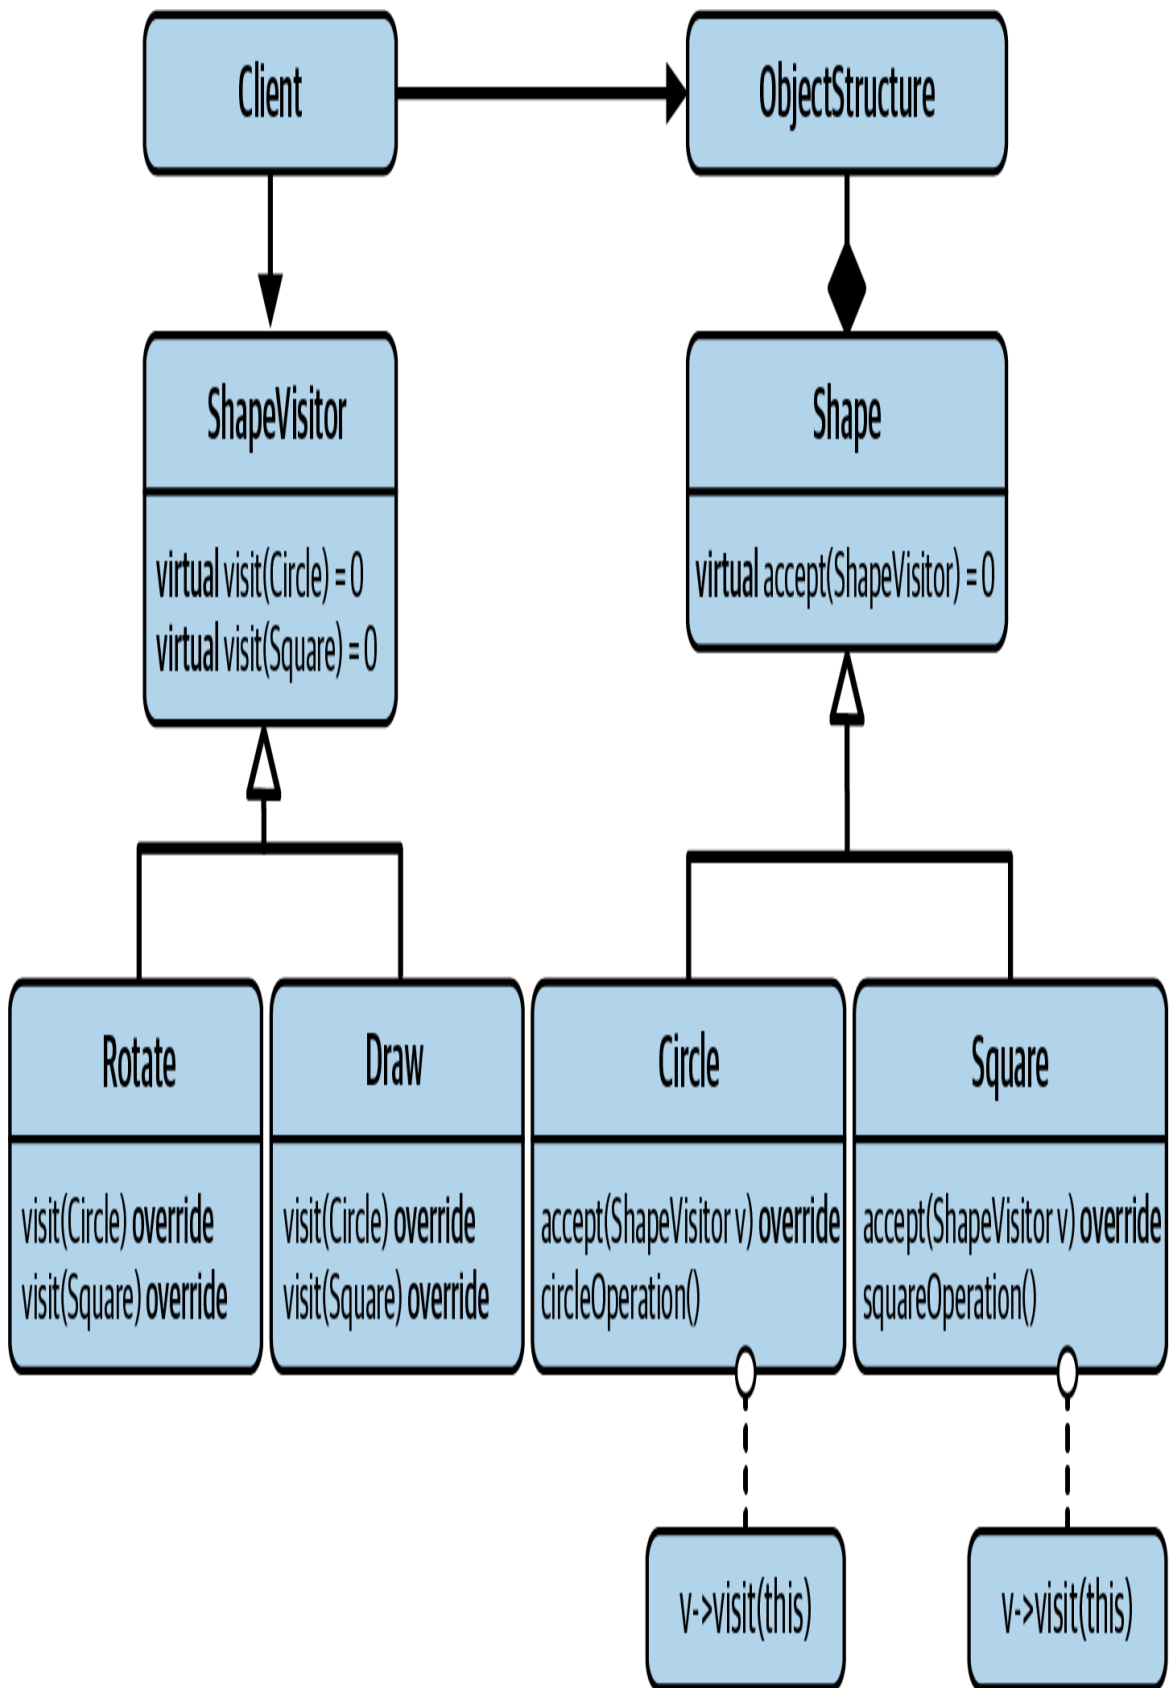 Client
ObjectStructure
ShapeVisitor
virtual visit(Circle) = 0
virtual visit(Square) = 0
Shape
virtual accept(ShapeVisitor) = 0
Rotate
visit(Circle) override
visit(Square) override
Draw
visit(Circle) override
visit(Square) override
Circle
accept(ShapeVisitor v) override
circleOperation()
Square
accept(ShapeVisitor v) override
squareOperation()
v->visit(this)
v->visit(this)